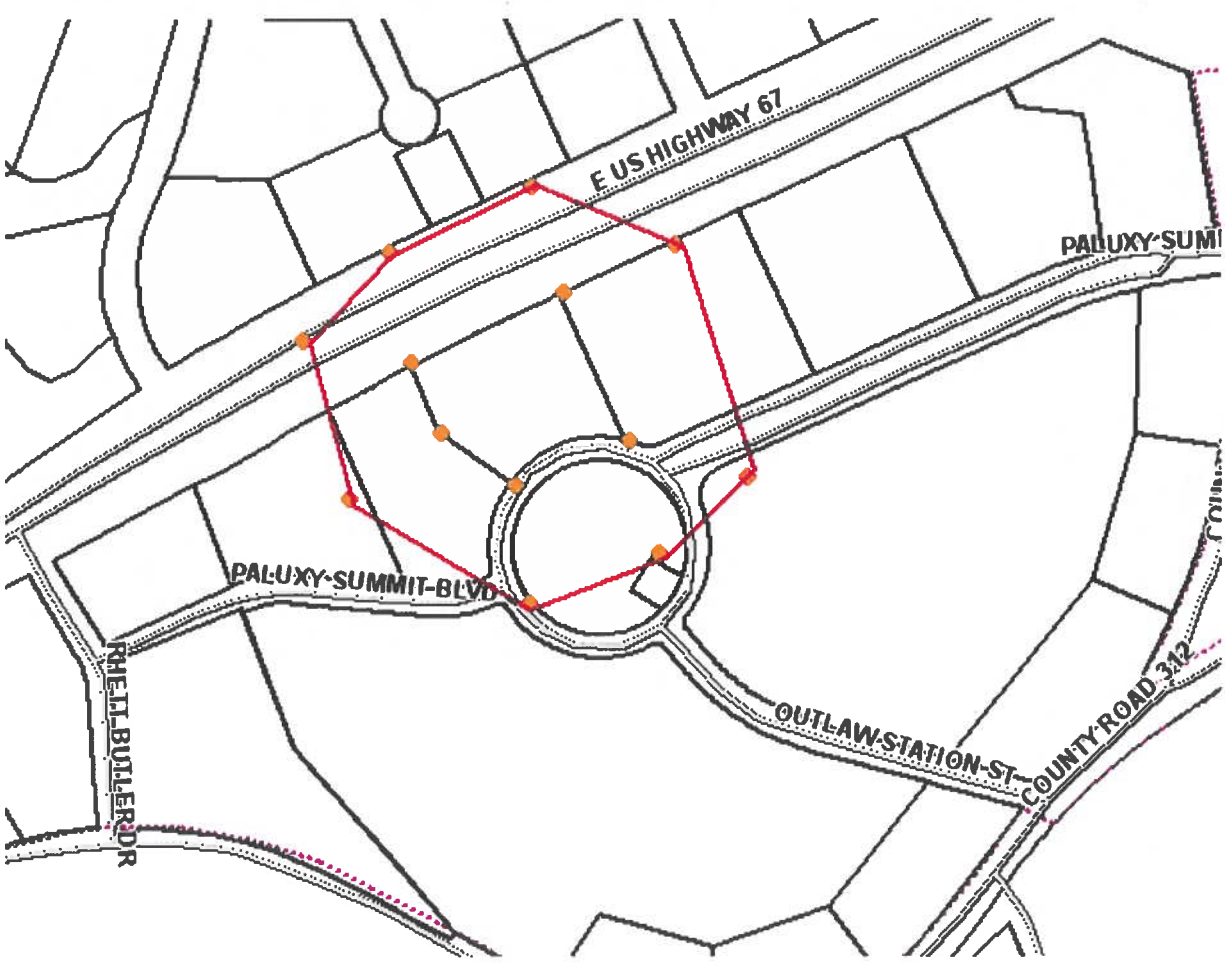 E US HIGHWAY 67
PALUXY-SUMI
PALUXY-SUMMIT-BLVD
RHETT-BUTLER-DR
OUTLAW-STATION-ST
COUNTY ROAD 312